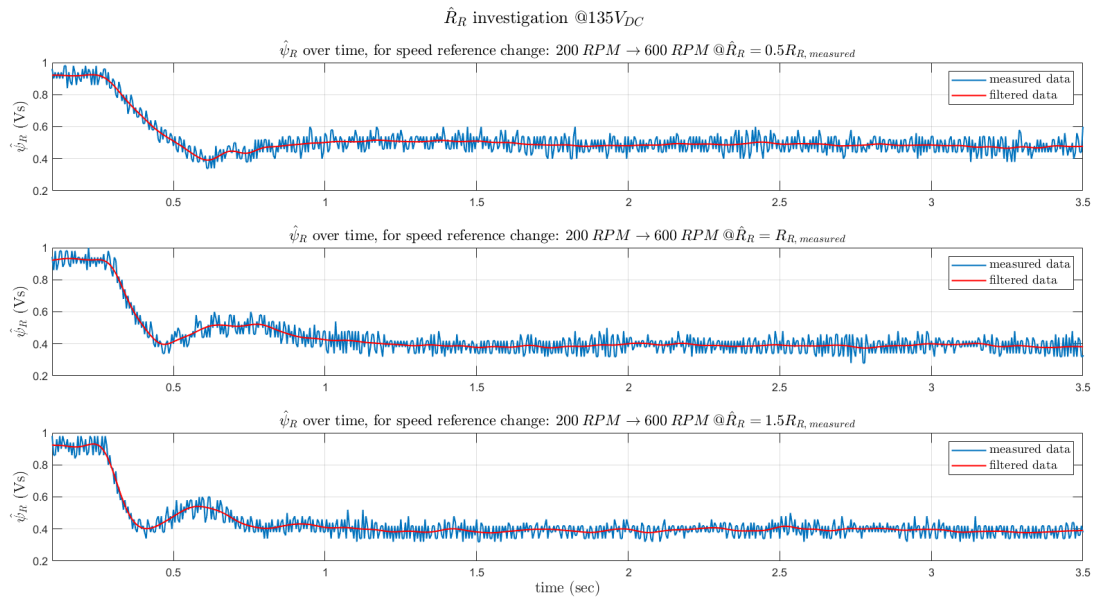 R̂_R investigation @135V_DC
ψ̂_R over time, for speed reference change: 200 RPM → 600 RPM @R̂_R = 0.5R_{R, measured}
1
0.8
0.6
0.4
0.2
ψ̂_R (Vs)
measured data
filtered data
0.5 1 1.5 2 2.5 3 3.5
ψ̂_R over time, for speed reference change: 200 RPM → 600 RPM @R̂_R = R_{R, measured}
1
0.8
0.6
0.4
0.2
ψ̂_R (Vs)
measured data
filtered data
0.5 1 1.5 2 2.5 3 3.5
ψ̂_R over time, for speed reference change: 200 RPM → 600 RPM @R̂_R = 1.5R_{R, measured}
1
0.8
0.6
0.4
0.2
ψ̂_R (Vs)
measured data
filtered data
0.5 1 1.5 2 2.5 3 3.5
time (sec)